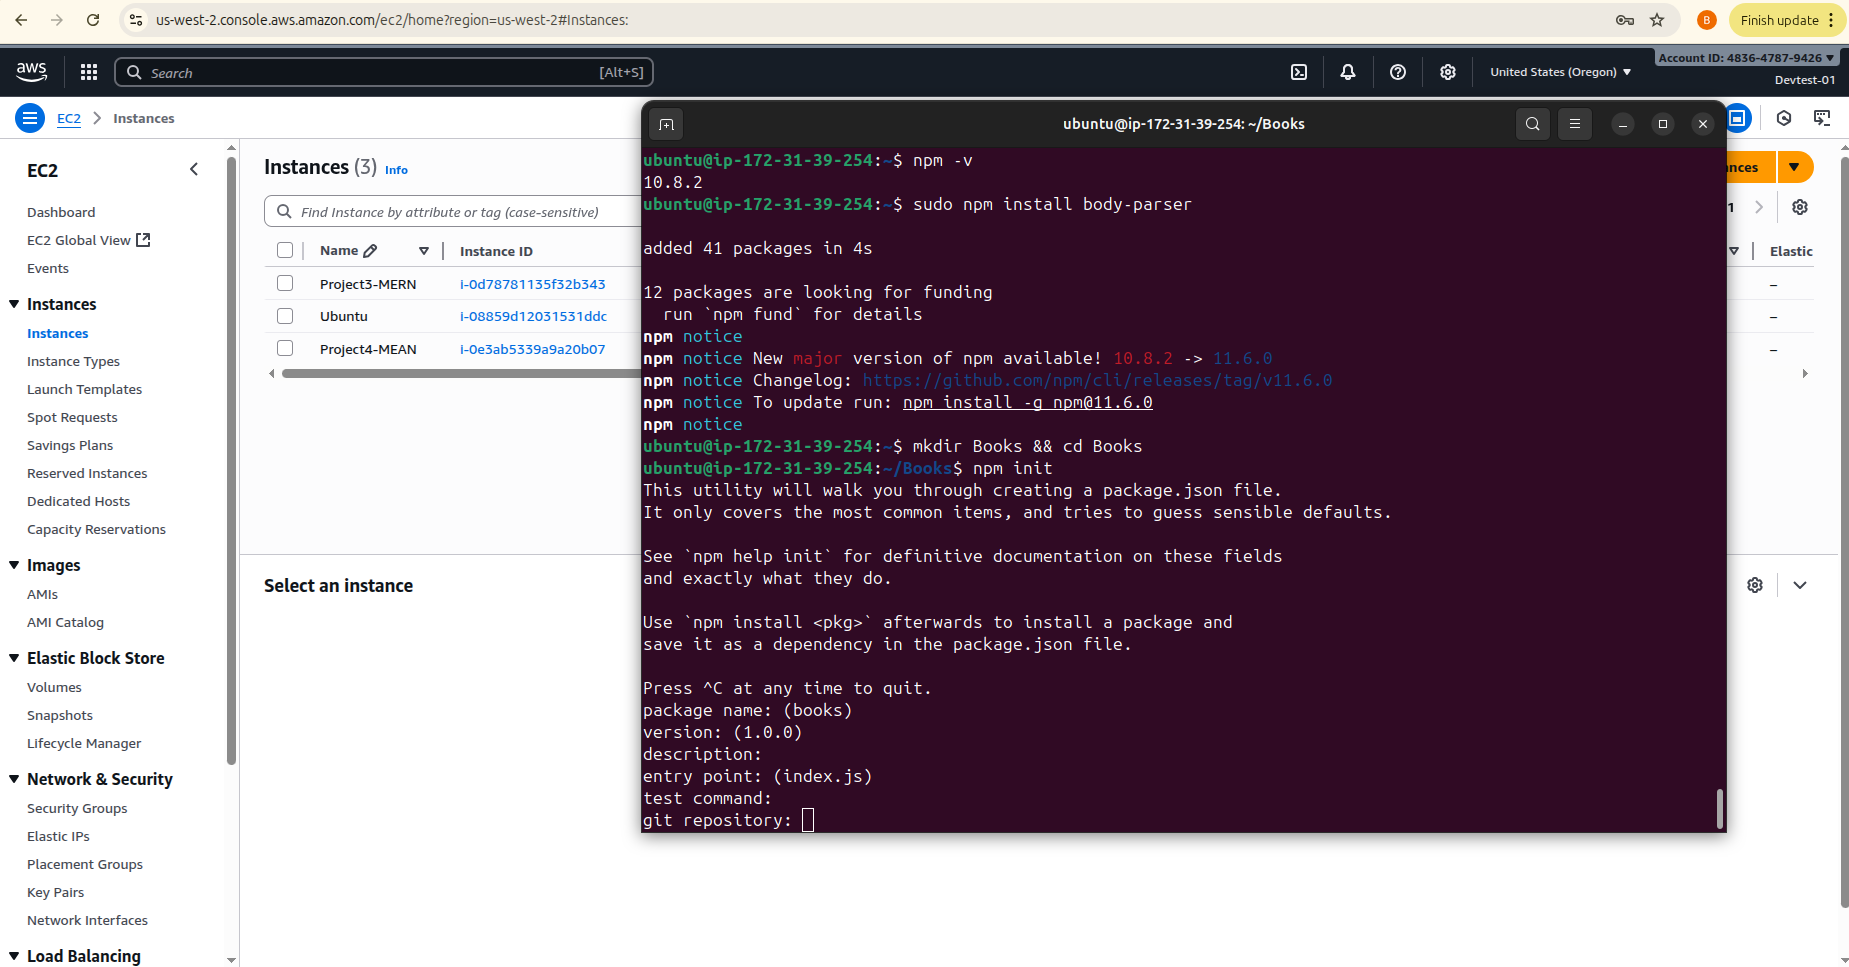 us-west-2.console.aws.amazon.com/ec2/home?region=us-west-2#Instances:
B
Finish update
aws
Search
[Alt+S]
United States (Oregon)
Account ID: 4836-4787-9426
Devtest-01
EC2
Instances
EC2
Dashboard
EC2 Global View
Events
Instances
Instances
Instance Types
Launch Templates
Spot Requests
Savings Plans
Reserved Instances
Dedicated Hosts
Capacity Reservations
Images
AMIs
AMI Catalog
Elastic Block Store
Volumes
Snapshots
Lifecycle Manager
Network & Security
Security Groups
Elastic IPs
Placement Groups
Key Pairs
Network Interfaces
Load Balancing
Instances (3) Info
Find Instance by attribute or tag (case-sensitive)
Name
Instance ID
Project3-MERN i-0d78781135f32b343
Ubuntu i-08859d12031531ddc
Project4-MEAN i-0e3ab5339a9a20b07
Select an instance
nces
1
Elastic
–
–
–
ubuntu@ip-172-31-39-254: ~/Books
ubuntu@ip-172-31-39-254:~$ npm -v
10.8.2
ubuntu@ip-172-31-39-254:~$ sudo npm install body-parser
added 41 packages in 4s
12 packages are looking for funding
run `npm fund` for details
npm notice
npm notice New major version of npm available! 10.8.2 -> 11.6.0
npm notice Changelog: https://github.com/npm/cli/releases/tag/v11.6.0
npm notice To update run: npm install -g npm@11.6.0
npm notice
ubuntu@ip-172-31-39-254:~$ mkdir Books && cd Books
ubuntu@ip-172-31-39-254:~/Books$ npm init
This utility will walk you through creating a package.json file.
It only covers the most common items, and tries to guess sensible defaults.
See `npm help init` for definitive documentation on these fields
and exactly what they do.
Use `npm install <pkg>` afterwards to install a package and
save it as a dependency in the package.json file.
Press ^C at any time to quit.
package name: (books)
version: (1.0.0)
description:
entry point: (index.js)
test command:
git repository: